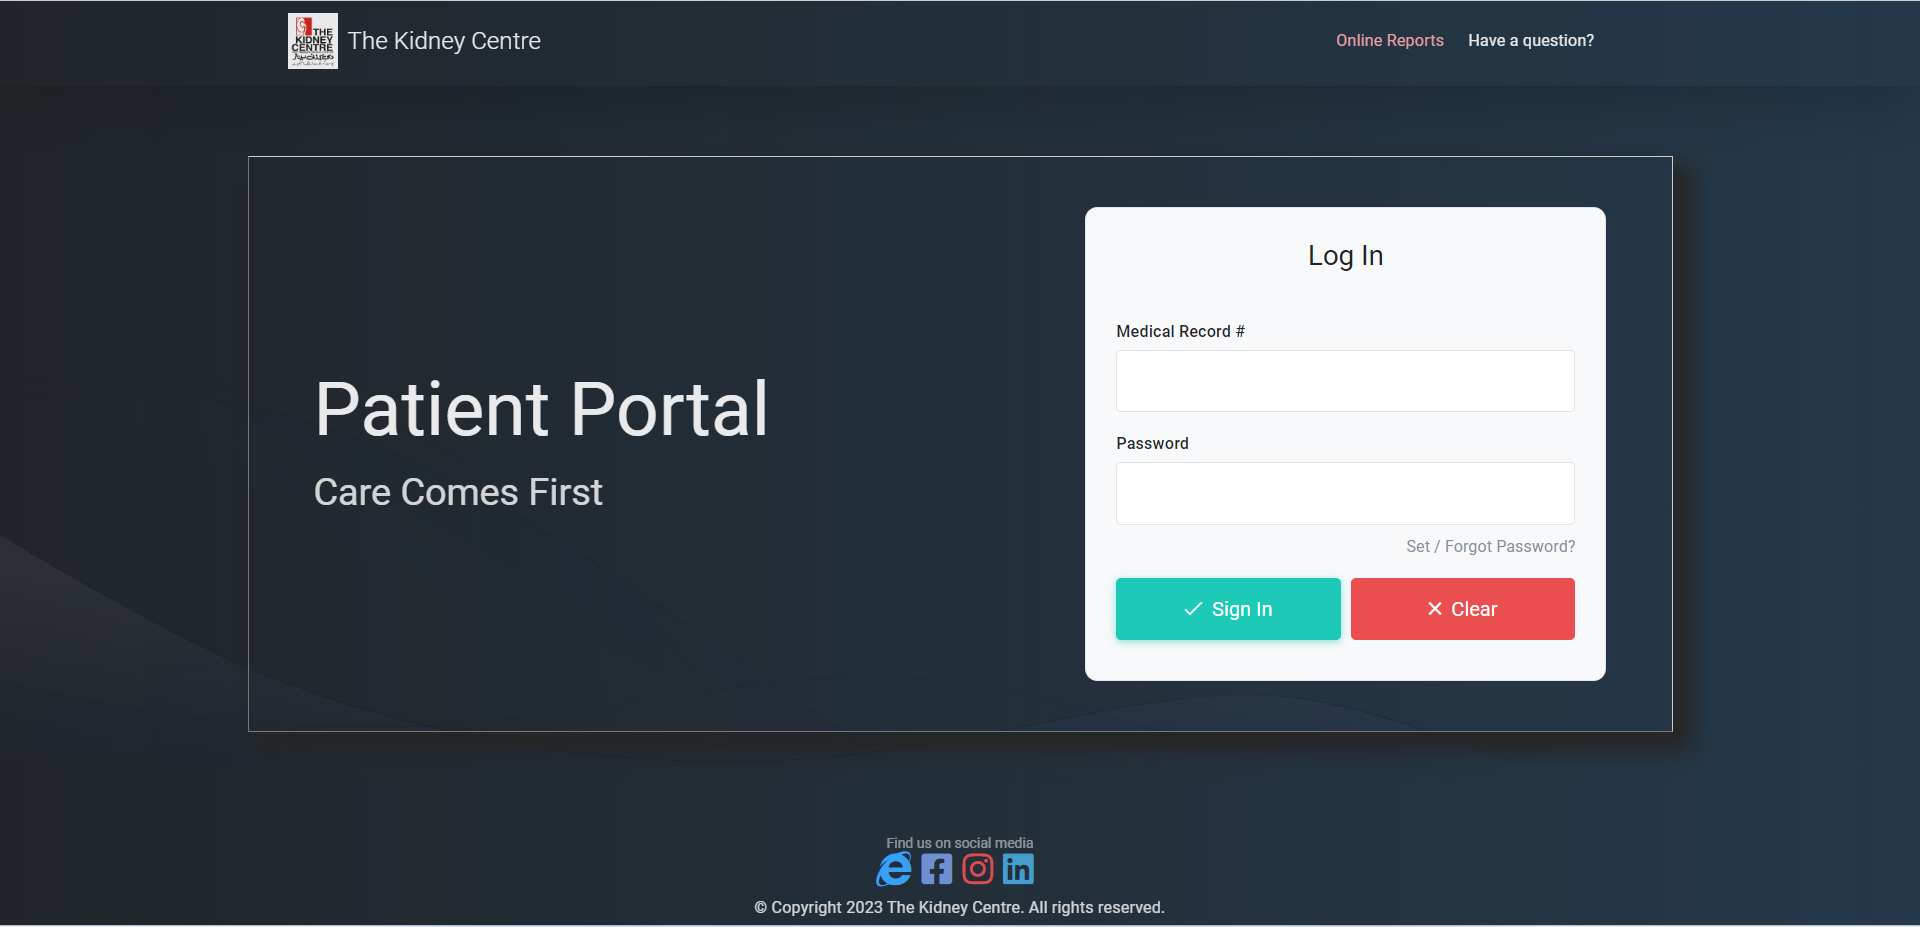 THE
KIDNEY
CENTRE
The Kidney Centre
Online Reports
Have a question?
Patient Portal
Care Comes First
Log In
Medical Record #
Password
Set / Forgot Password?
Sign In
Clear
Find us on social media
© Copyright 2023 The Kidney Centre. All rights reserved.